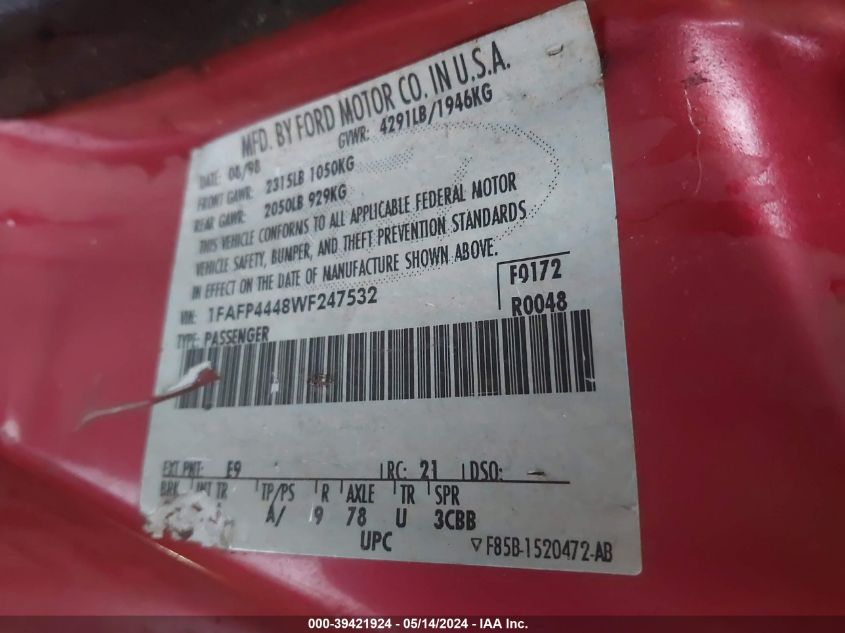 MFD. BY FORD MOTOR CO. IN U.S.A.
DATE: 08/98 GVWR: 4291LB/1946KG
FRONT GAWR: 2315LB 1050KG
REAR GAWR: 2050LB 929KG
THIS VEHICLE CONFORMS TO ALL APPLICABLE FEDERAL MOTOR
VEHICLE SAFETY, BUMPER, AND THEFT PREVENTION STANDARDS
IN EFFECT ON THE DATE OF MANUFACTURE SHOWN ABOVE.
VIN: 1FAFP4448WF247532
F0172
TYPE: PASSENGER
R0048
EXT PNT: E9 RC: 21 DSO: -
BRK INT TR TP/PS R AXLE TR SPR
A/ 9 78 U 3CBB
UPC
▽ F85B-1520472-AB
000-39421924 / 05/14/2024 - IAA Inc.